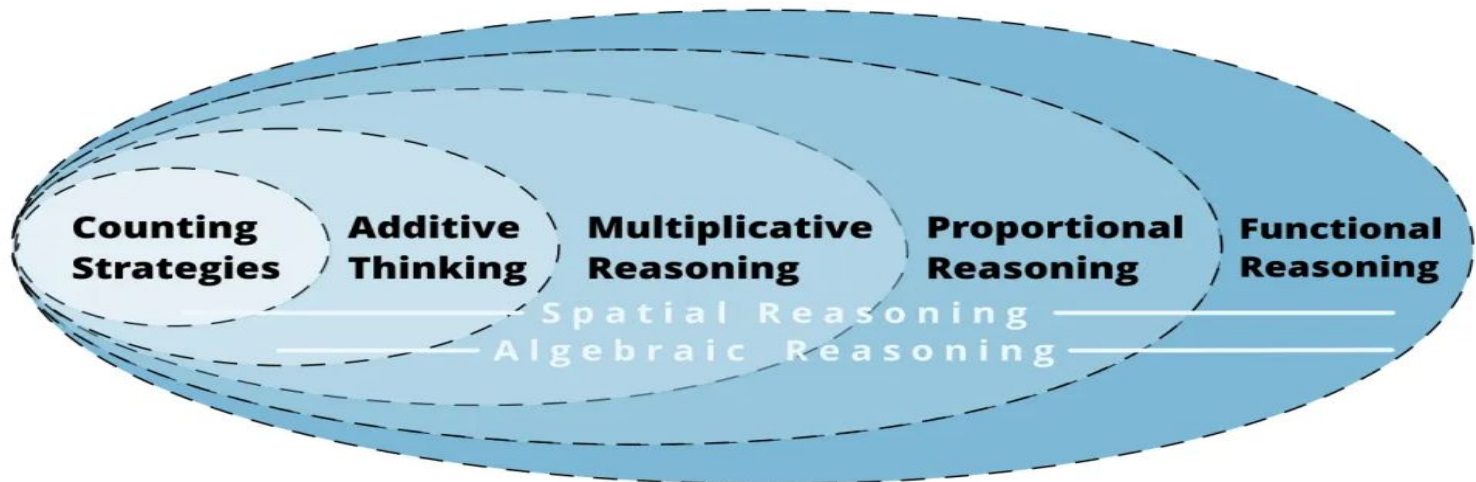 Counting
Strategies
Additive
Thinking
Multiplicative
Reasoning
Proportional
Reasoning
Functional
Reasoning
Spatial Reasoning
Algebraic Reasoning